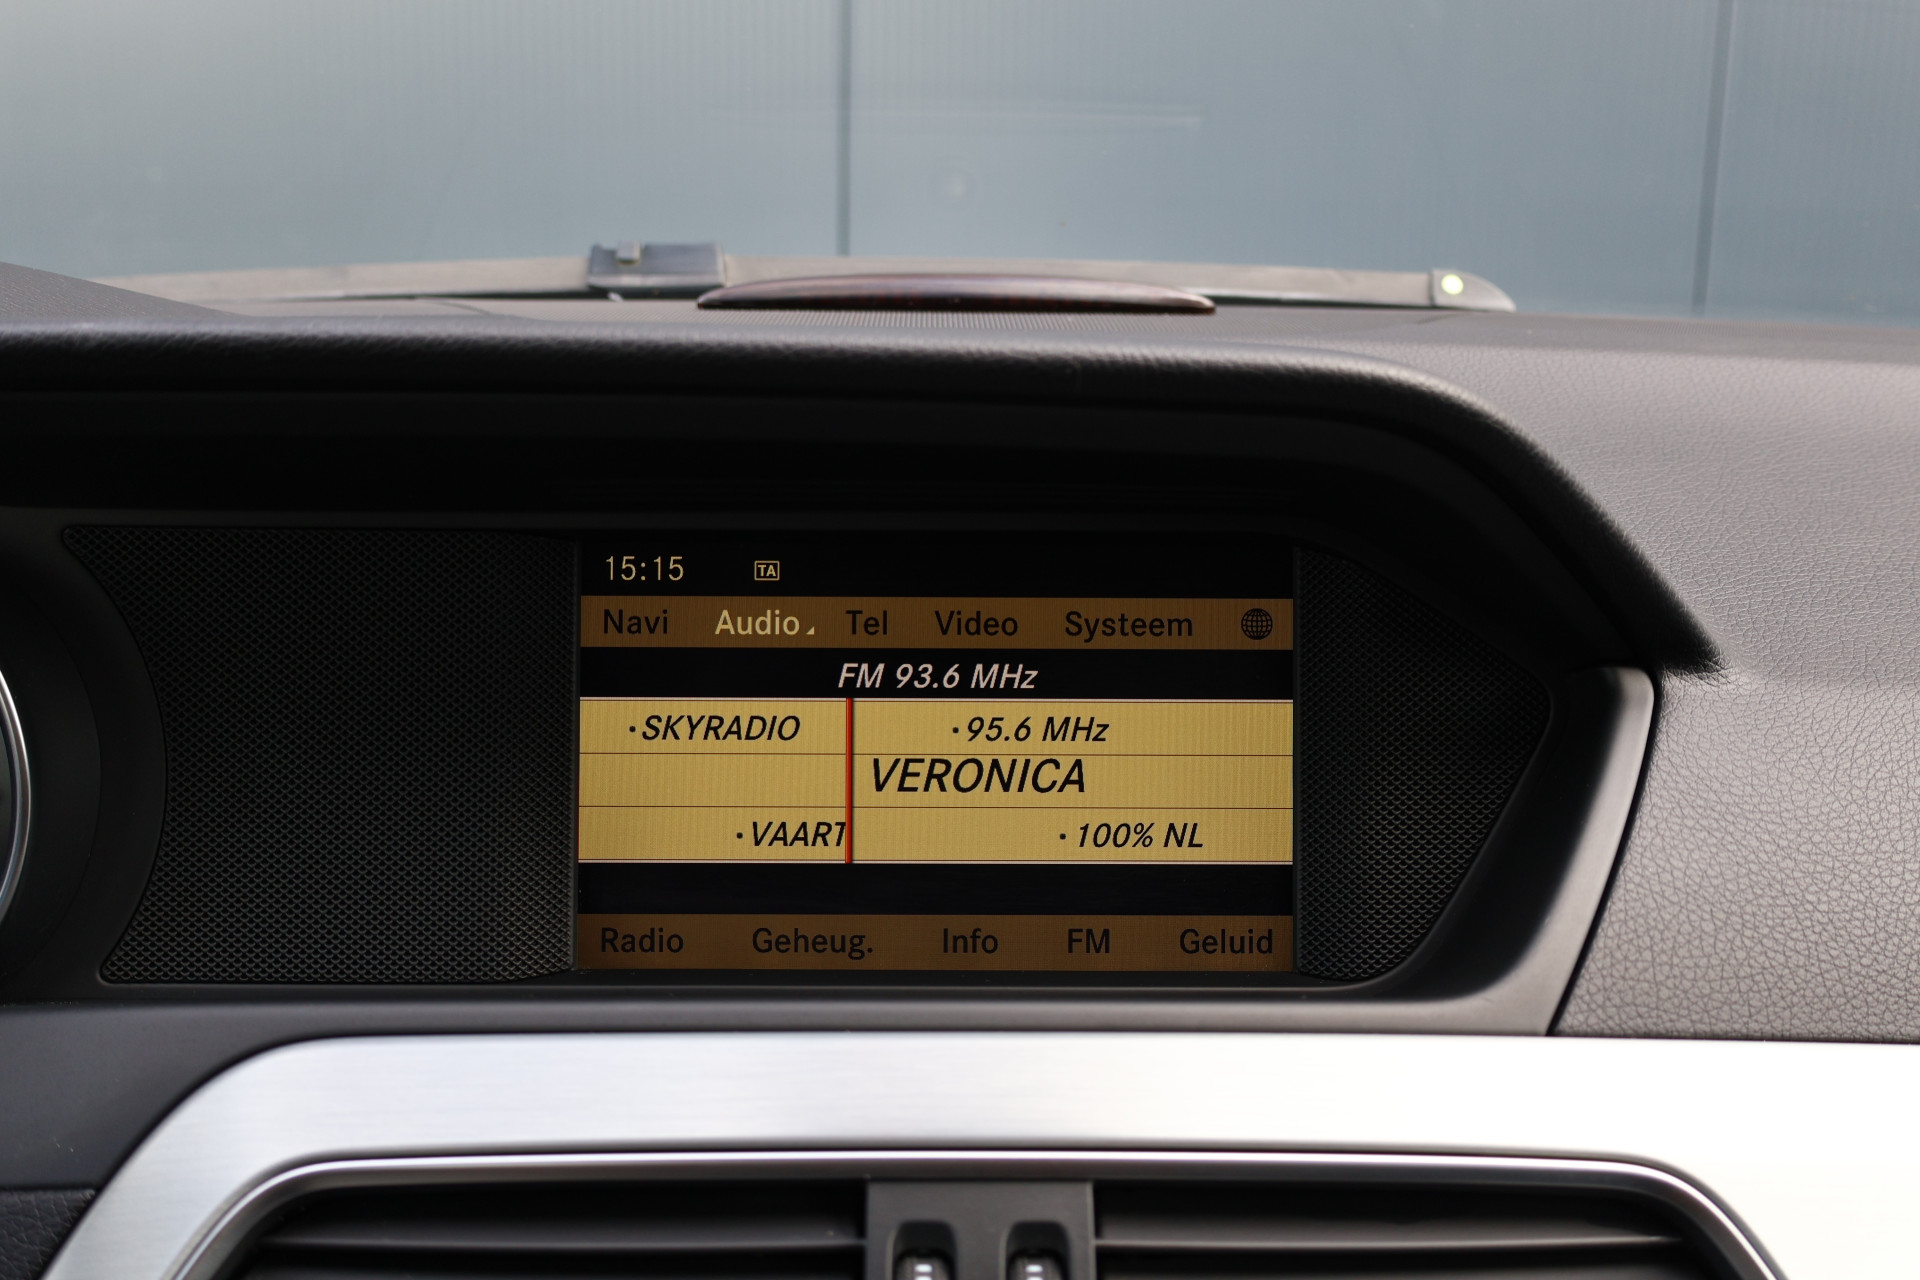 15:15 TA
Navi Audio Tel Video Systeem
FM 93.6 MHz
·SKYRADIO ·95.6 MHz
VERONICA
·VAART ·100% NL
Radio Geheug. Info FM Geluid